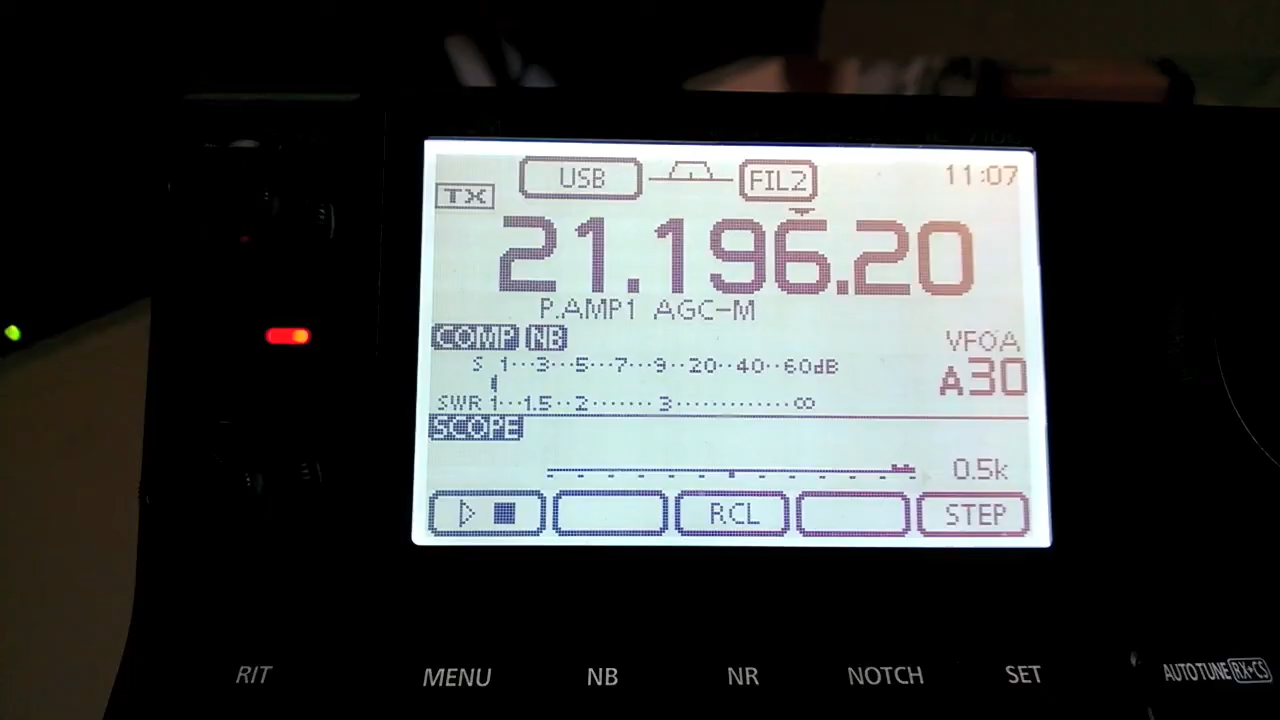 USB FIL2 11:07
TX
21.196.20
P.AMP1 AGC-M
COMP NB VFOA
S 1··3··5··7··9··20··40··60dB
A30
SWR 1··1.5··2·······3············∞
SCOPE
0.5k
RCL STEP
RIT MENU NB NR NOTCH SET AUTOTUNE RX◦CS